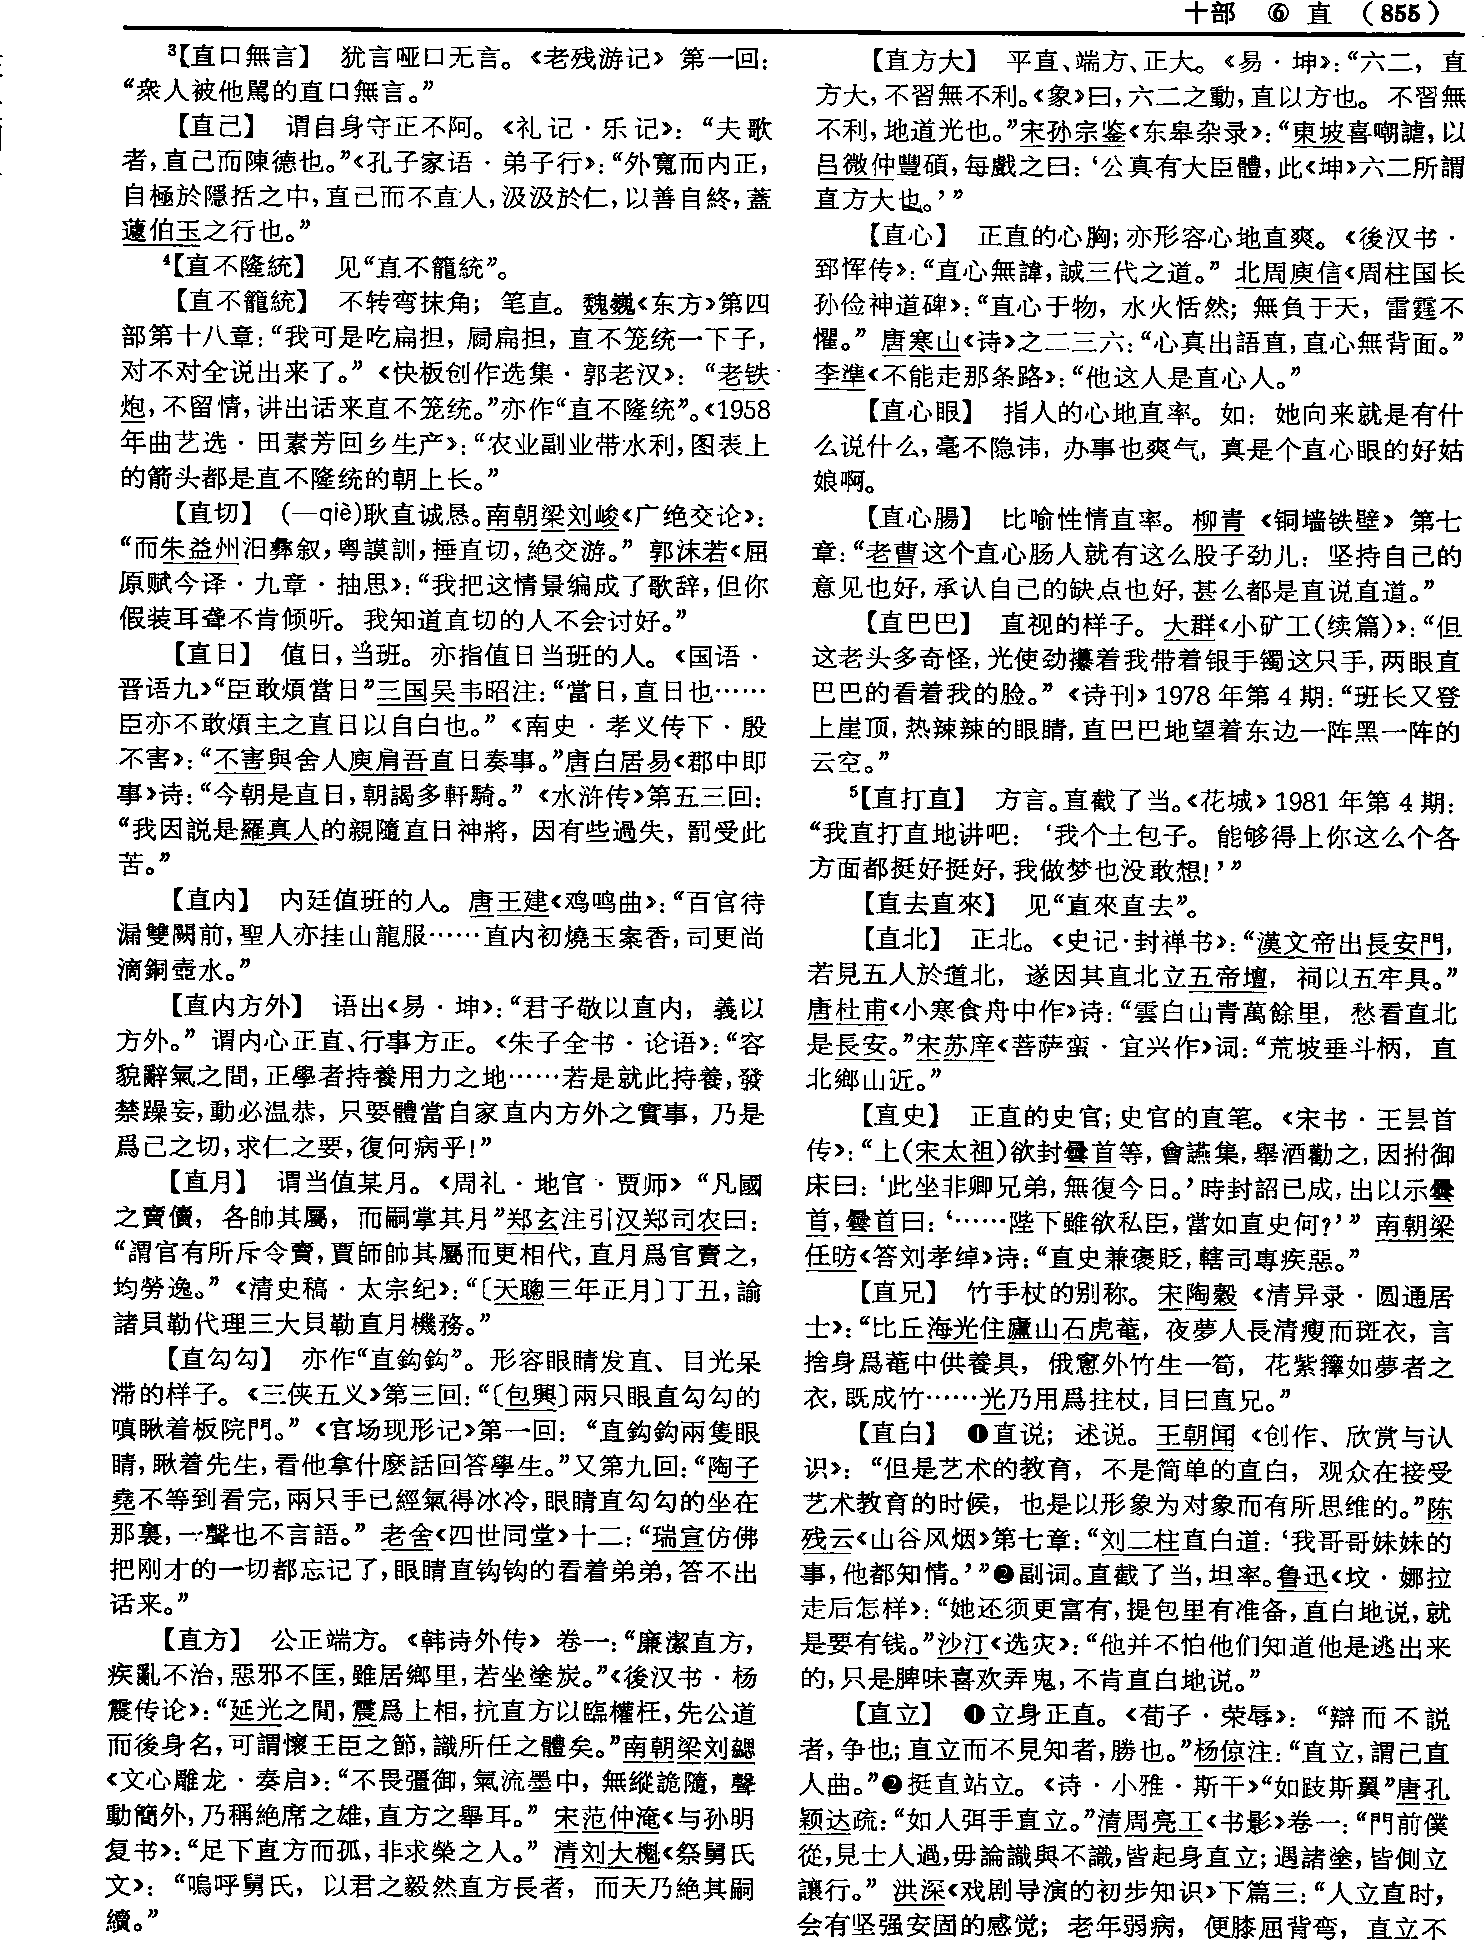 十部 ⑥ 直 （855）
³【直口無言】 犹言哑口无言。《老残游记》第一回：
“衆人被他駡的直口無言。”
【直己】 谓自身守正不阿。《礼记·乐记》：“夫歌
者，直己而陳德也。”《孔子家语·弟子行》：“外寬而内正，
自極於隱括之中，直己而不直人，汲汲於仁，以善自終，蓋
蘧伯玉之行也。”
⁴【直不隆統】 见“直不籠統”。
【直不籠統】 不转弯抹角；笔直。魏巍《东方》第四
部第十八章：“我可是吃扁担，屙扁担，直不笼统一下子，
对不对全说出来了。”《快板创作选集·郭老汉》：“老铁
炮，不留情，讲出话来直不笼统。”亦作“直不隆统”。《1958
年曲艺选·田素芳回乡生产》：“农业副业带水利，图表上
的箭头都是直不隆统的朝上长。”
【直切】 （—qiè）耿直诚恳。南朝梁刘峻《广绝交论》：
“而朱益州汩彝叙，粤謨訓，捶直切，絶交游。”郭沫若《屈
原赋今译·九章·抽思》：“我把这情景编成了歌辞，但你
假装耳聋不肯倾听。我知道直切的人不会讨好。”
【直日】 值日，当班。亦指值日当班的人。《国语·
晋语九》“臣敢煩當日”三国吴韦昭注：“當日，直日也……
臣亦不敢煩主之直日以自白也。”《南史·孝义传下·殷
不害》：“不害與舍人庾肩吾直日奏事。”唐白居易《郡中即
事》诗：“今朝是直日，朝謁多軒騎。”《水浒传》第五三回：
“我因説是羅真人的親隨直日神將，因有些過失，罰受此
苦。”
【直内】 内廷值班的人。唐王建《鸡鸣曲》：“百官待
漏雙闕前，聖人亦挂山龍服……直内初燒玉案香，司更尚
滴銅壺水。”
【直内方外】 语出《易·坤》：“君子敬以直内，義以
方外。”谓内心正直、行事方正。《朱子全书·论语》：“容
貌辭氣之間，正學者持養用力之地……若是就此持養，發
禁躁妄，動必温恭，只要體當自家直内方外之實事，乃是
爲己之切，求仁之要，復何病乎！”
【直月】 谓当值某月。《周礼·地官·贾师》“凡國
之賣儥，各帥其屬，而嗣掌其月”郑玄注引汉郑司农曰：
“謂官有所斥令賣，賈師帥其屬而更相代，直月爲官賣之，
均勞逸。”《清史稿·太宗纪》：“〔天聰三年正月〕丁丑，諭
諸貝勒代理三大貝勒直月機務。”
【直勾勾】 亦作“直鈎鈎”。形容眼睛发直、目光呆
滞的样子。《三侠五义》第三回：“〔包興〕兩只眼直勾勾的
嗔瞅着板院門。”《官场现形记》第一回：“直鈎鈎兩隻眼
睛，瞅着先生，看他拿什麽話回答學生。”又第九回：“陶子
堯不等到看完，兩只手已經氣得冰冷，眼睛直勾勾的坐在
那裏，一聲也不言語。”老舍《四世同堂》十二：“瑞宣仿佛
把刚才的一切都忘记了，眼睛直钩钩的看着弟弟，答不出
话来。”
【直方】 公正端方。《韩诗外传》卷一：“廉潔直方，
疾亂不治，惡邪不匡，雖居鄉里，若坐塗炭。”《後汉书·杨
震传论》：“延光之閒，震爲上相，抗直方以臨權枉，先公道
而後身名，可謂懷王臣之節，識所任之體矣。”南朝梁刘勰
《文心雕龙·奏启》：“不畏彊御，氣流墨中，無縱詭隨，聲
動簡外，乃稱絶席之雄，直方之舉耳。”宋范仲淹《与孙明
复书》：“足下直方而孤，非求榮之人。”清刘大櫆《祭舅氏
文》：“嗚呼舅氏，以君之毅然直方長者，而天乃絶其嗣
續。”
【直方大】 平直、端方、正大。《易·坤》：“六二，直
方大，不習無不利。《象》曰，六二之動，直以方也。不習無
不利，地道光也。”宋孙宗鉴《东皋杂录》：“東坡喜嘲謔，以
吕微仲豐碩，每戲之曰：‘公真有大臣體，此《坤》六二所謂
直方大也。’”
【直心】 正直的心胸；亦形容心地直爽。《後汉书·
郅恽传》：“直心無諱，誠三代之道。”北周庾信《周柱国长
孙俭神道碑》：“直心于物，水火恬然；無負于天，雷霆不
懼。”唐寒山《诗》之二三六：“心真出語直，直心無背面。”
李凖《不能走那条路》：“他这人是直心人。”
【直心眼】 指人的心地直率。如：她向来就是有什
么说什么，毫不隐讳，办事也爽气，真是个直心眼的好姑
娘啊。
【直心腸】 比喻性情直率。柳青《铜墙铁壁》第七
章：“老曹这个直心肠人就有这么股子劲儿：坚持自己的
意见也好，承认自己的缺点也好，甚么都是直说直道。”
【直巴巴】 直视的样子。大群《小矿工（续篇）》：“但
这老头多奇怪，光使劲攥着我带着银手镯这只手，两眼直
巴巴的看着我的脸。”《诗刊》1978年第4期：“班长又登
上崖顶，热辣辣的眼睛，直巴巴地望着东边一阵黑一阵的
云空。”
⁵【直打直】 方言。直截了当。《花城》1981年第4期：
“我直打直地讲吧：‘我个土包子。能够得上你这么个各
方面都挺好挺好，我做梦也没敢想！’”
【直去直來】 见“直來直去”。
【直北】 正北。《史记·封禅书》：“漢文帝出長安門，
若見五人於道北，遂因其直北立五帝壇，祠以五牢具。”
唐杜甫《小寒食舟中作》诗：“雲白山青萬餘里，愁看直北
是長安。”宋苏庠《菩萨蛮·宜兴作》词：“荒坡垂斗柄，直
北鄉山近。”
【直史】 正直的史官；史官的直笔。《宋书·王昙首
传》：“上（宋太祖）欲封曇首等，會讌集，舉酒勸之，因拊御
床曰：‘此坐非卿兄弟，無復今日。’時封詔已成，出以示曇
首，曇首曰：‘……陛下雖欲私臣，當如直史何？’”南朝梁
任昉《答刘孝绰》诗：“直史兼褒貶，轄司專疾惡。”
【直兄】 竹手杖的别称。宋陶穀《清异录·圆通居
士》：“比丘海光住廬山石虎菴，夜夢人長清瘦而斑衣，言
捨身爲菴中供養具，俄窗外竹生一筍，花紫籜如夢者之
衣，既成竹……光乃用爲拄杖，目曰直兄。”
【直白】 ❶直说；述说。王朝闻《创作、欣赏与认
识》：“但是艺术的教育，不是简单的直白，观众在接受
艺术教育的时候，也是以形象为对象而有所思维的。”陈
残云《山谷风烟》第七章：“刘二柱直白道：‘我哥哥妹妹的
事，他都知情。’”❷副词。直截了当，坦率。鲁迅《坟·娜拉
走后怎样》：“她还须更富有，提包里有准备，直白地说，就
是要有钱。”沙汀《选灾》：“他并不怕他们知道他是逃出来
的，只是脾味喜欢弄鬼，不肯直白地说。”
【直立】 ❶立身正直。《荀子·荣辱》：“辯而不説
者，争也；直立而不見知者，勝也。”杨倞注：“直立，謂己直
人曲。”❷挺直站立。《诗·小雅·斯干》“如跂斯翼”唐孔
颖达疏：“如人弭手直立。”清周亮工《书影》卷一：“門前僕
從，見士人過，毋論識與不識，皆起身直立；遇諸塗，皆側立
讓行。”洪深《戏剧导演的初步知识》下篇三：“人立直时，
会有坚强安固的感觉；老年弱病，便膝屈背弯，直立不